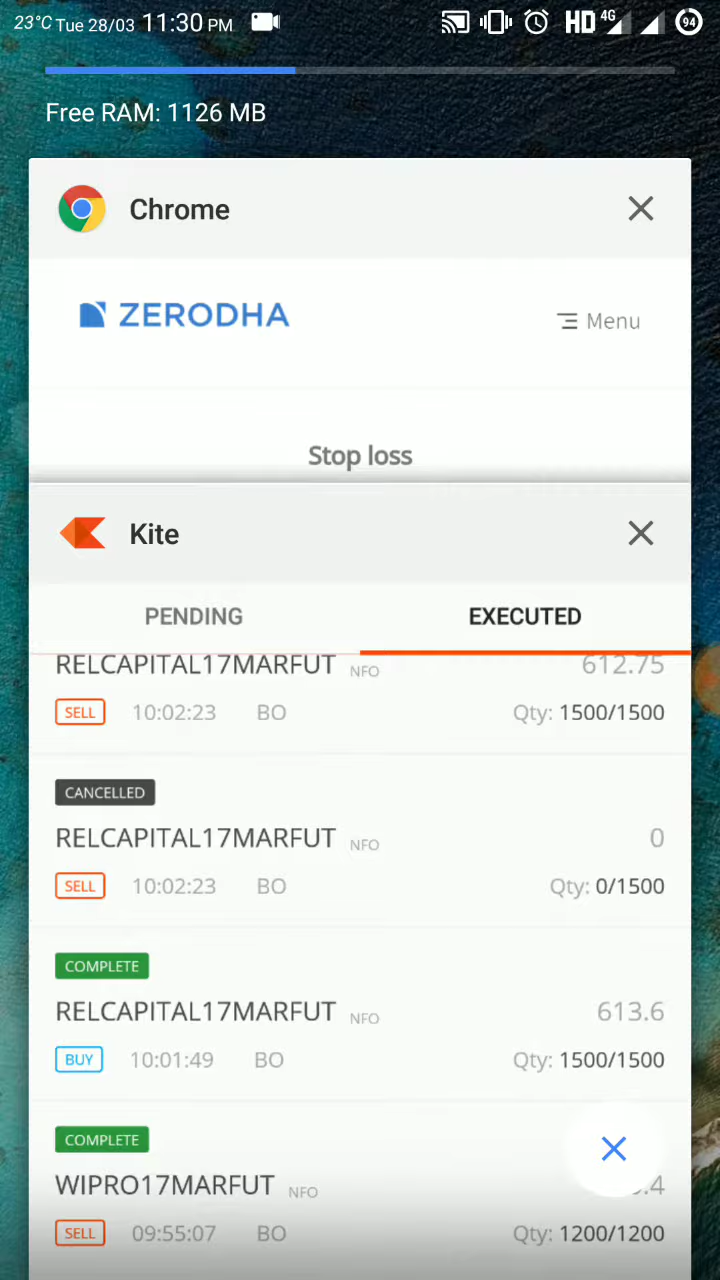 23°C Tue 28/03 11:30 PM HD 4G 94
Free RAM: 1126 MB
Chrome
ZERODHA
Menu
Stop loss
Kite
PENDING EXECUTED
RELCAPITAL17MARFUT NFO 612.75
SELL 10:02:23 BO Qty: 1500/1500
CANCELLED
RELCAPITAL17MARFUT NFO 0
SELL 10:02:23 BO Qty: 0/1500
COMPLETE
RELCAPITAL17MARFUT NFO 613.6
BUY 10:01:49 BO Qty: 1500/1500
COMPLETE
WIPRO17MARFUT NFO .4
SELL 09:55:07 BO Qty: 1200/1200